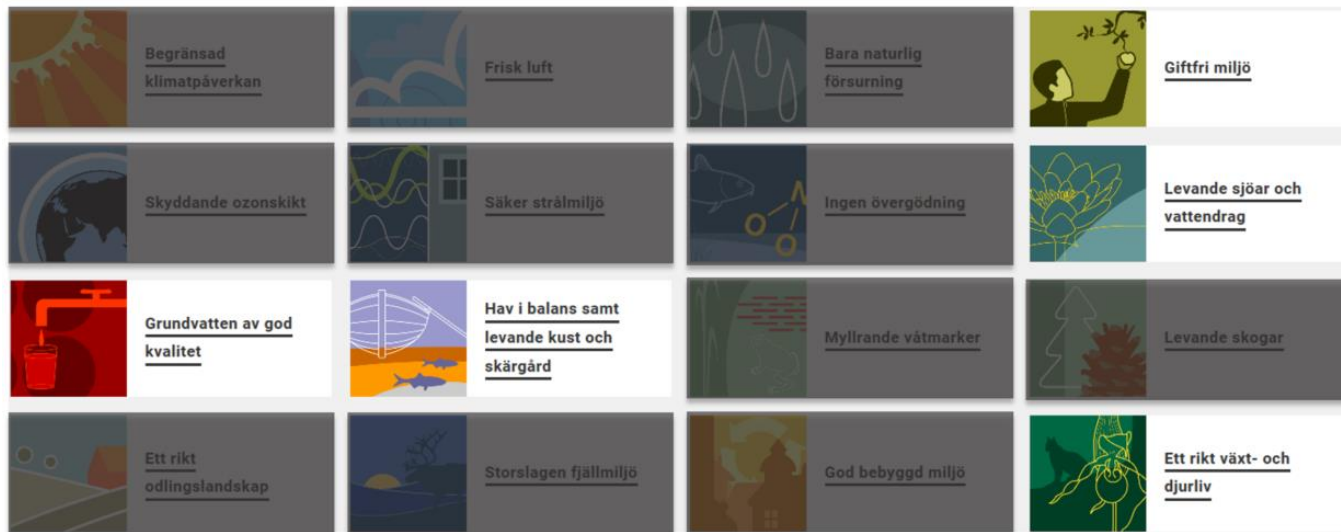 Begränsad
klimatpåverkan
Frisk luft
Bara naturlig
försurning
Giftfri miljö
Skyddande ozonskikt
Säker strålmiljö
Ingen övergödning
N
O
O
Levande sjöar och
vattendrag
Grundvatten av god
kvalitet
Hav i balans samt
levande kust och
skärgård
Myllrande våtmarker
Levande skogar
Ett rikt
odlingslandskap
Storslagen fjällmiljö
God bebyggd miljö
Ett rikt växt- och
djurliv